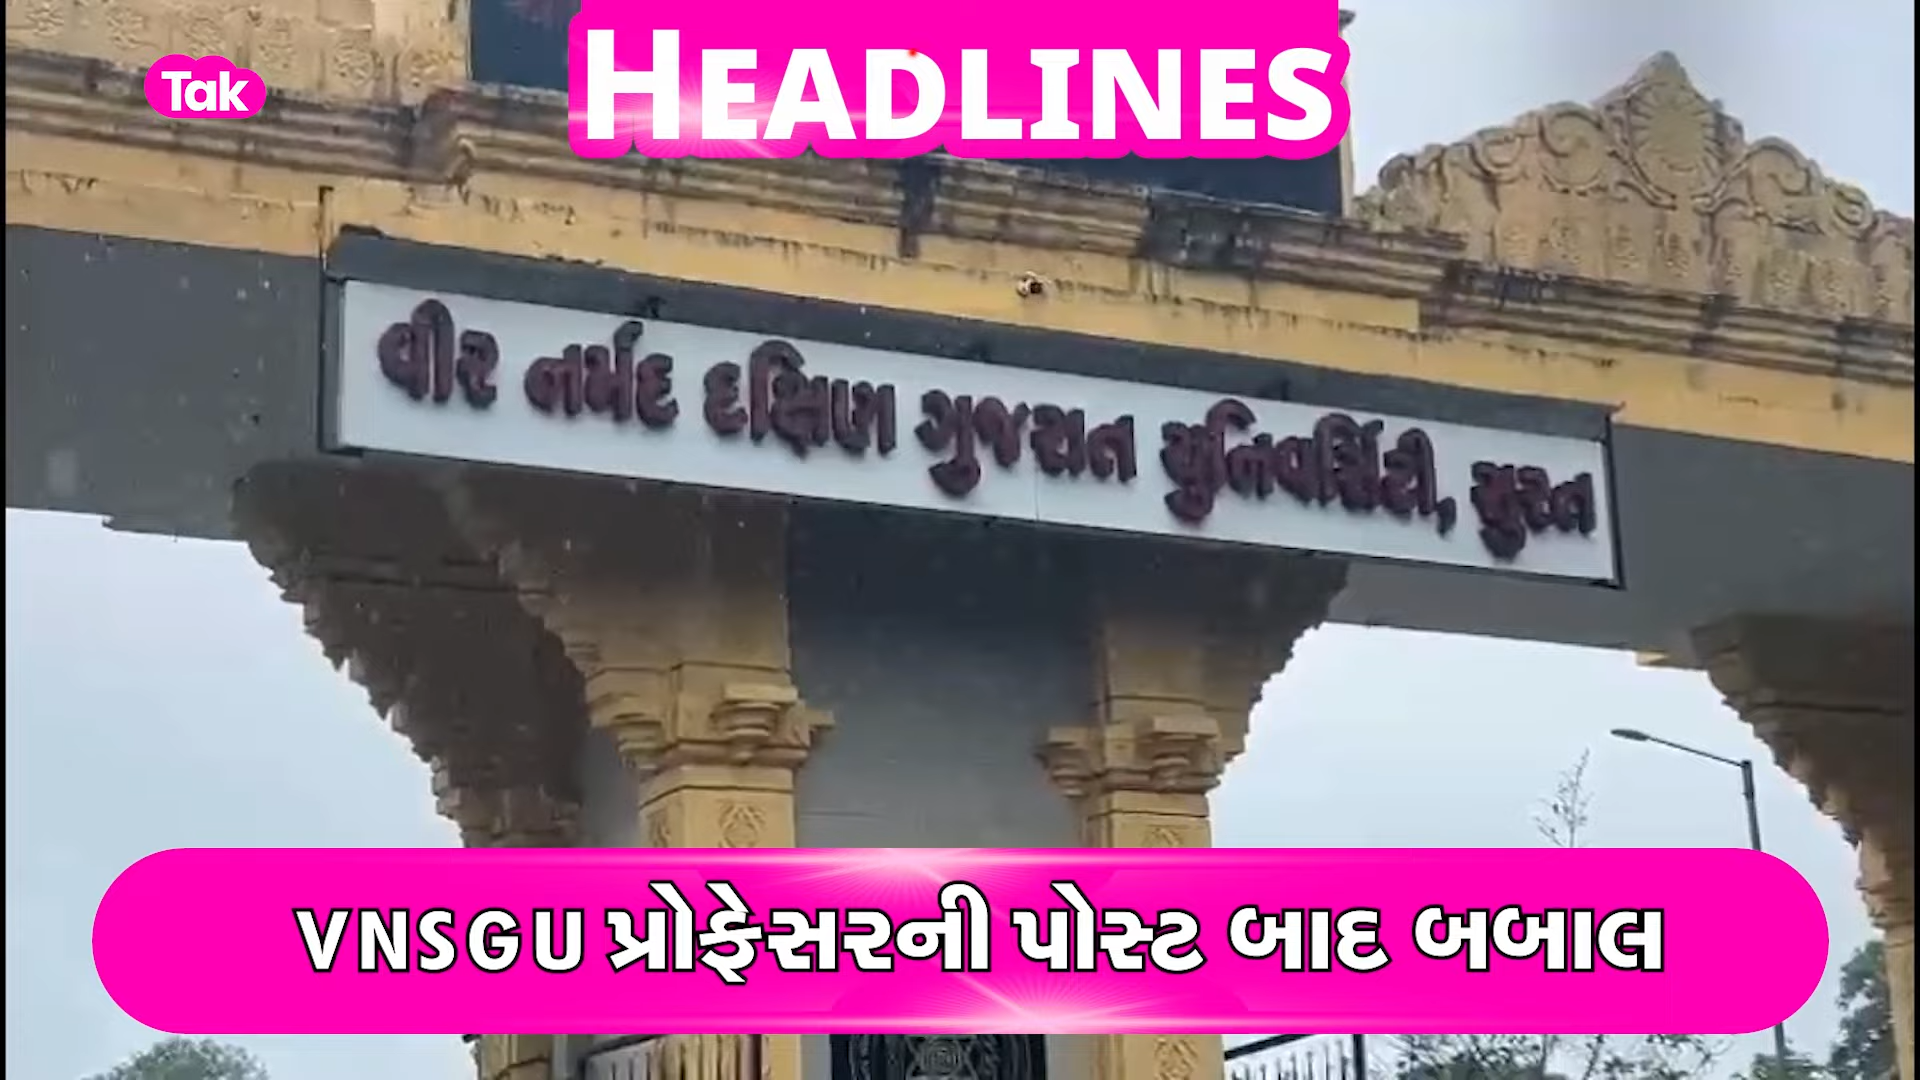 HEADLINES
Tak
વીર નર્મદ દક્ષિણ ગુજરાત યુનિવર્સિટી, સુરત
VNSGU પ્રોફેસરની પોસ્ટ બાદ બબાલ